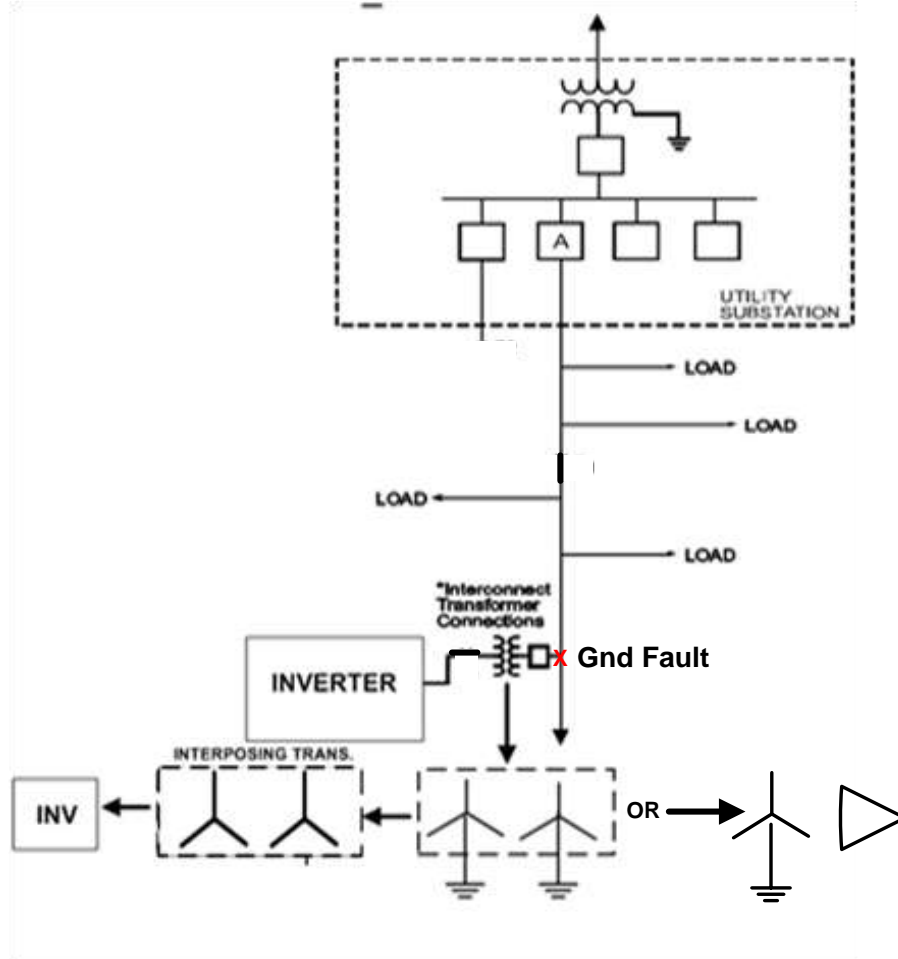 A
UTILITY
SUBSTATION
LOAD
LOAD
LOAD
LOAD
*Interconnect
Transformer
Connections
INVERTER
X Gnd Fault
INTERPOSING TRANS.
INV
OR